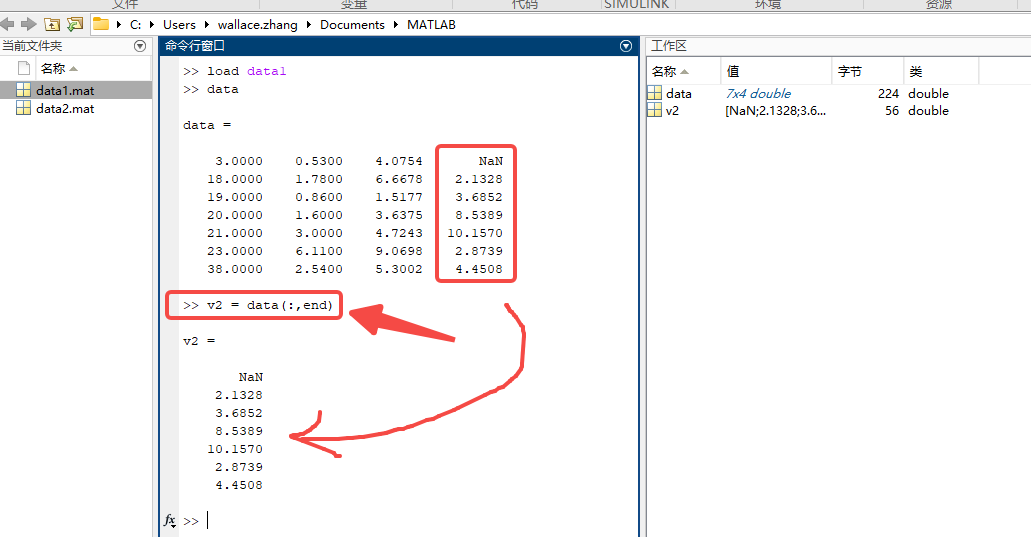 文件 变量 代码 SIMULINK 环境 资源
C: Users wallace.zhang Documents MATLAB
当前文件夹
名称
data1.mat
data2.mat
命令行窗口
>> load data1
>> data
data =
3.0000 0.5300 4.0754 NaN
18.0000 1.7800 6.6678 2.1328
19.0000 0.8600 1.5177 3.6852
20.0000 1.6000 3.6375 8.5389
21.0000 3.0000 4.7243 10.1570
23.0000 6.1100 9.0698 2.8739
38.0000 2.5400 5.3002 4.4508
>> v2 = data(:,end)
v2 =
NaN
2.1328
3.6852
8.5389
10.1570
2.8739
4.4508
fx >>
工作区
名称 值 字节 类
data 7x4 double 224 double
v2 [NaN;2.1328;3.6... 56 double